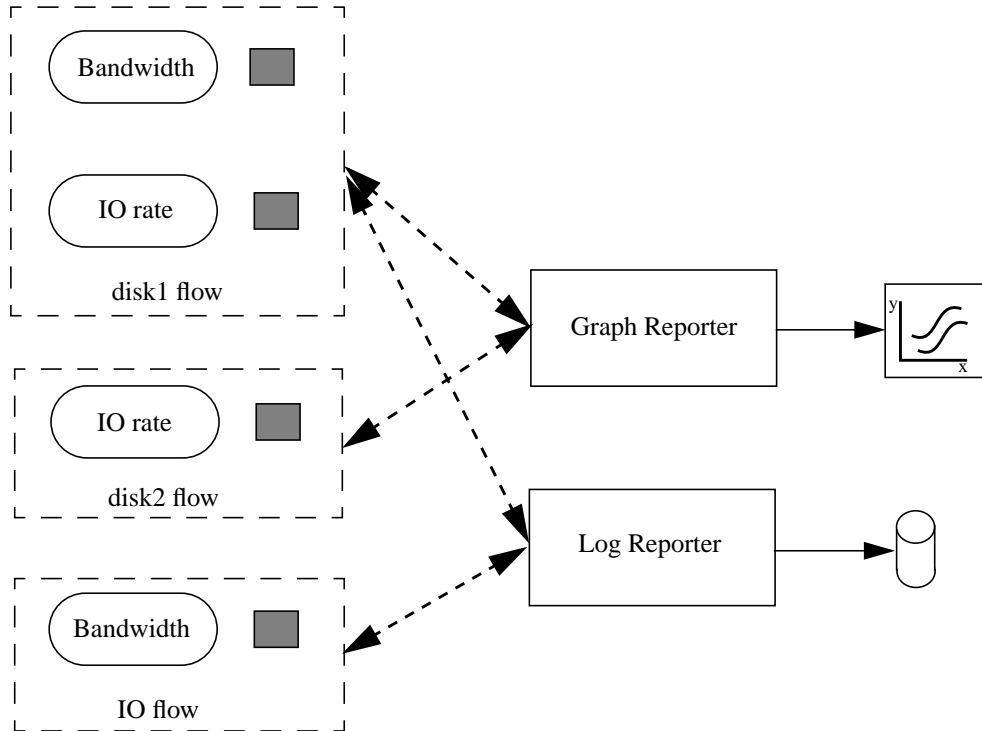 Bandwidth
IO rate
disk1 flow
Graph Reporter
y
x
IO rate
disk2 flow
Log Reporter
Bandwidth
IO flow